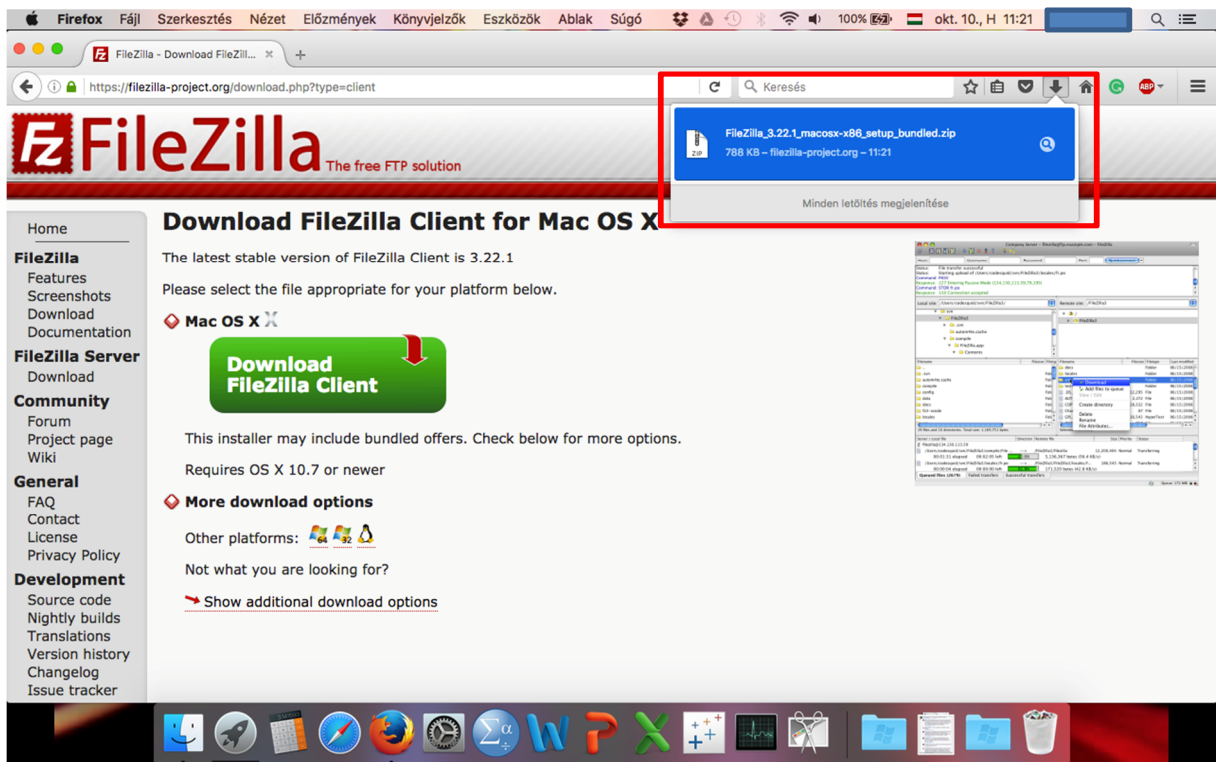 Firefox Fájl Szerkesztés Nézet Előzmények Könyvjelzők Eszközök Ablak Súgó 100% okt. 10., H 11:21
FileZilla - Download FileZill...
https://filezilla-project.org/download.php?type=client
Keresés
ABP
FileZilla_3.22.1_macosx-x86_setup_bundled.zip
ZIP
788 KB – filezilla-project.org – 11:21
Minden letöltés megjelenítése
Fz FileZilla The free FTP solution
Home
FileZilla
Features
Screenshots
Download
Documentation
FileZilla Server
Download
Community
Forum
Project page
Wiki
General
FAQ
Contact
License
Privacy Policy
Development
Source code
Nightly builds
Translations
Version history
Changelog
Issue tracker
Download FileZilla Client for Mac OS X
The latest stable version of FileZilla Client is 3.22.1
Please select the file appropriate for your platform below.
Mac OS X
Download
FileZilla Client
This installer may include bundled offers. Check below for more options.
Requires OS X 10.7 or newer
More download options
Other platforms: 64 32
Not what you are looking for?
Show additional download options